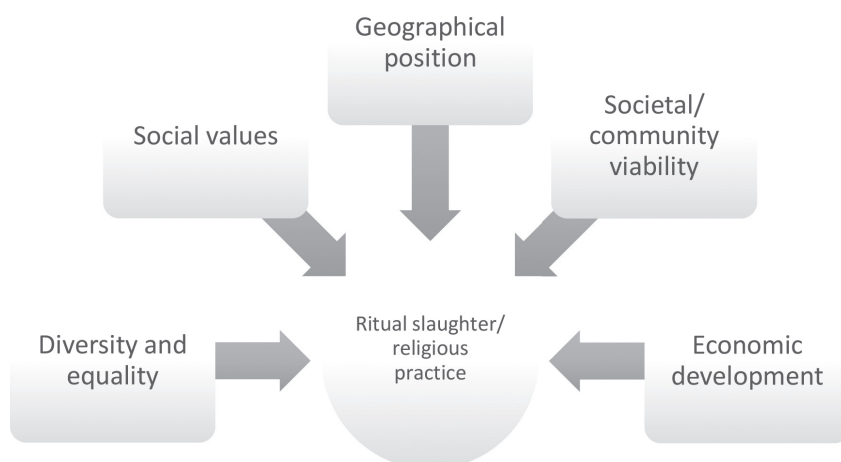 Geographical
position
Social values
Societal/
community
viability
Diversity and
equality
Ritual slaughter/
religious
practice
Economic
development